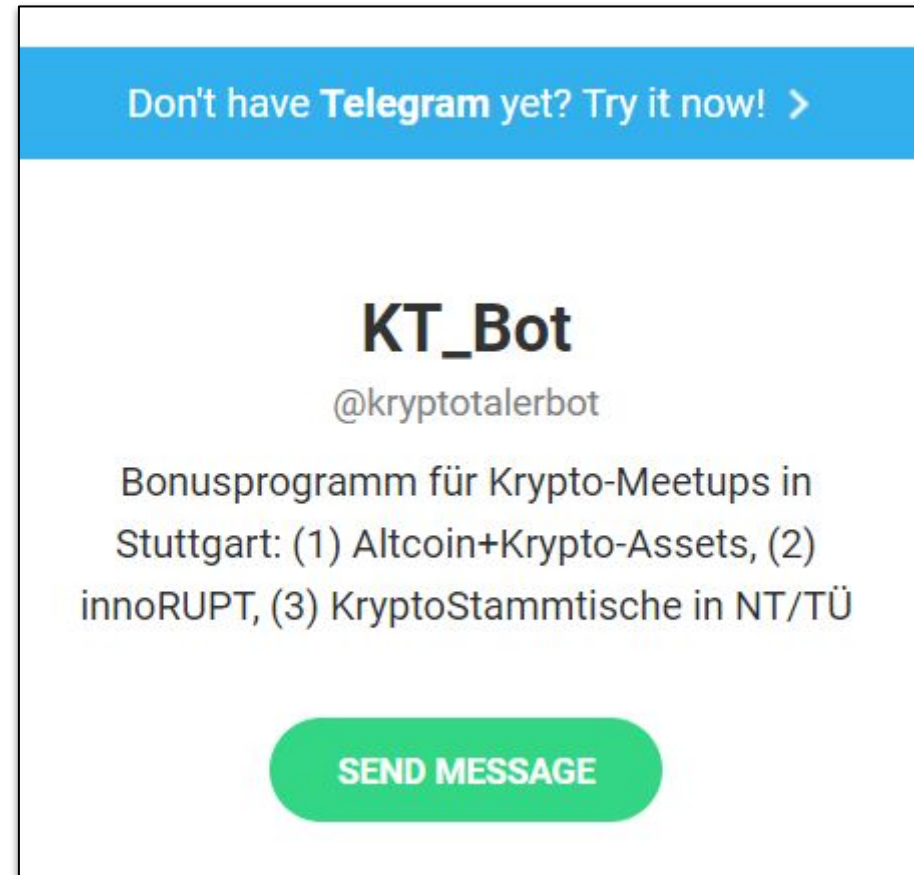 Don't have Telegram yet? Try it now! >
KT_Bot
@kryptotalerbot
Bonusprogramm für Krypto-Meetups in
Stuttgart: (1) Altcoin+Krypto-Assets, (2)
innoRUPT, (3) KryptoStammtische in NT/TÜ
SEND MESSAGE